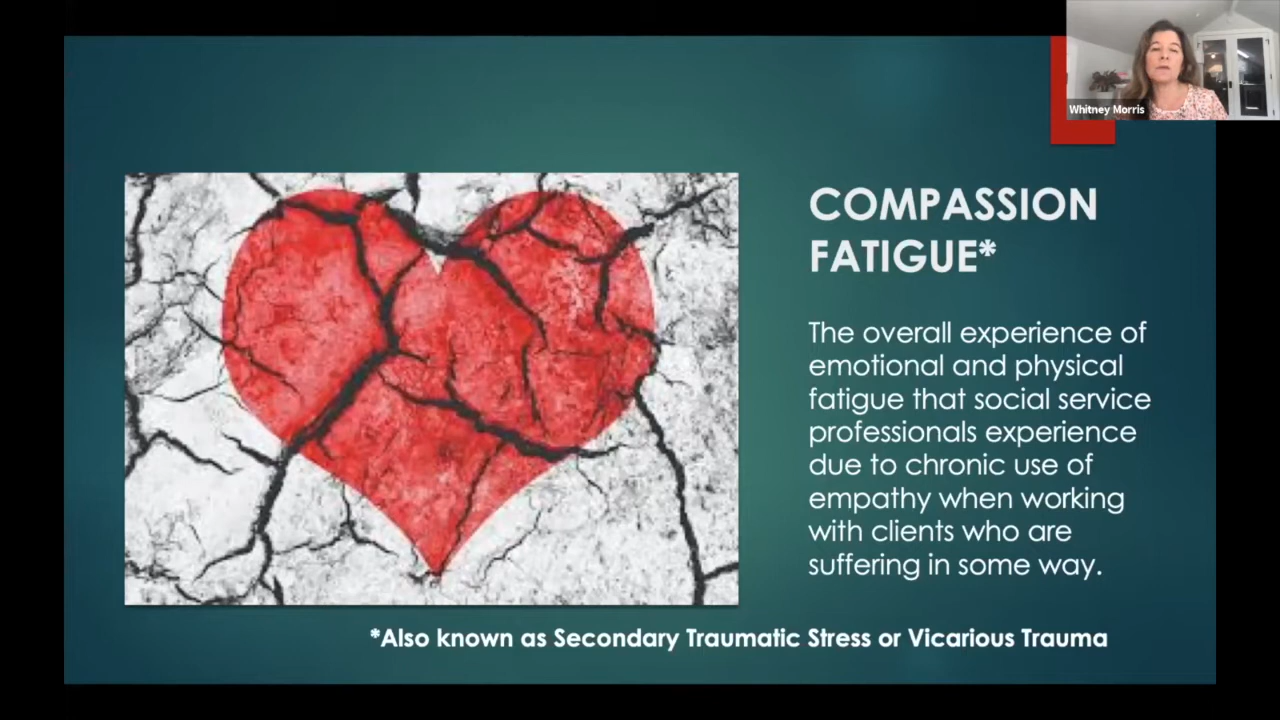 Whitney Morris
COMPASSION
FATIGUE*
The overall experience of
emotional and physical
fatigue that social service
professionals experience
due to chronic use of
empathy when working
with clients who are
suffering in some way.
*Also known as Secondary Traumatic Stress or Vicarious Trauma